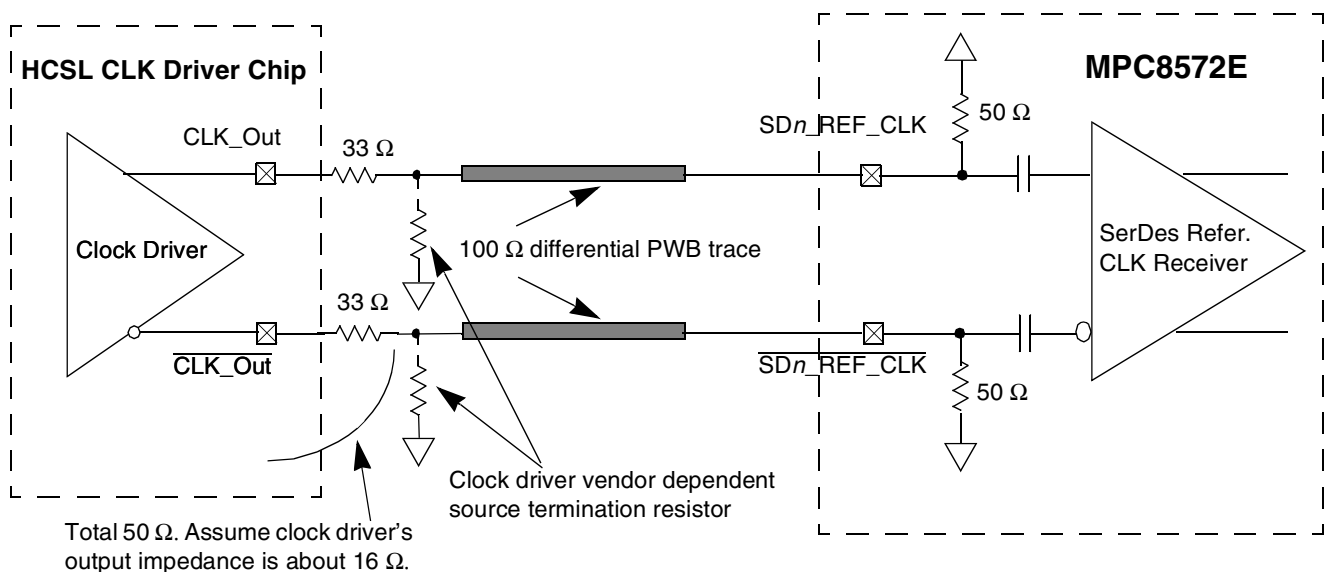 HCSL CLK Driver Chip
MPC8572E
CLK_Out
SDn_REF_CLK
50 Ω
33 Ω
Clock Driver
100 Ω differential PWB trace
SerDes Refer.
CLK Receiver
33 Ω
CLK_Out
SDn_REF_CLK
50 Ω
Clock driver vendor dependent
source termination resistor
Total 50 Ω. Assume clock driver's
output impedance is about 16 Ω.